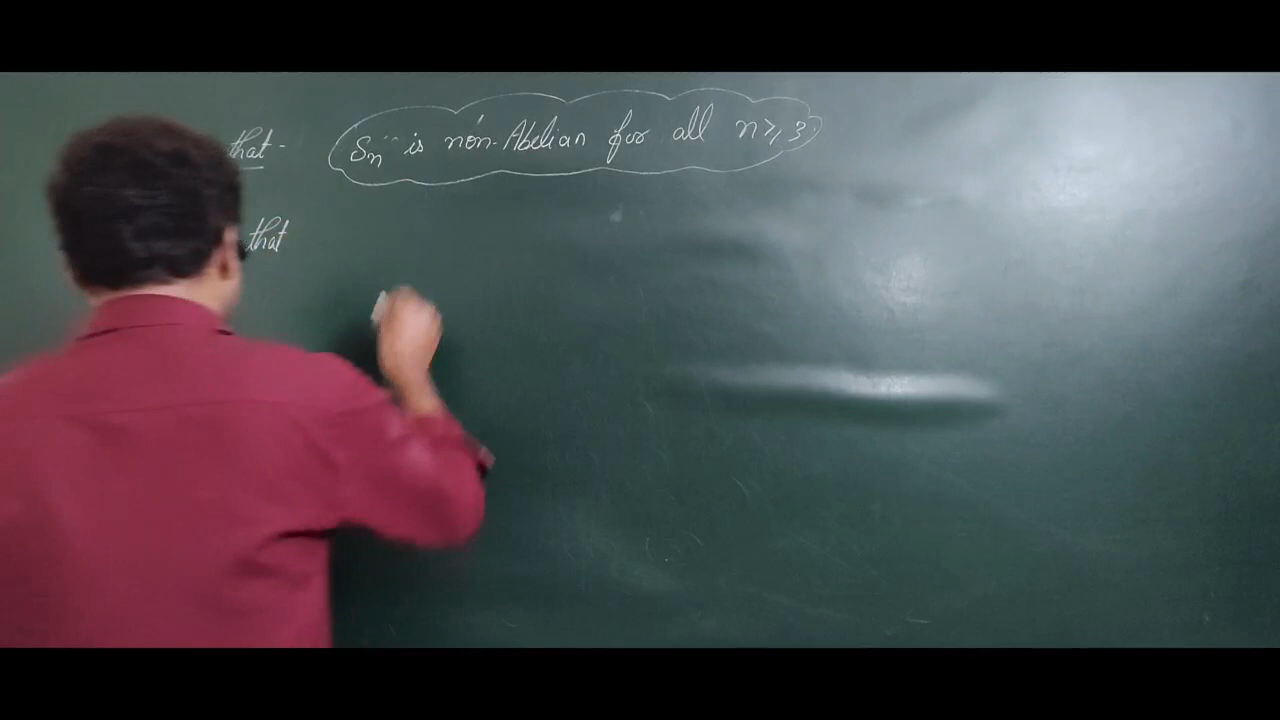 that - Sn is non-Abelian for all n ≥ 3
that